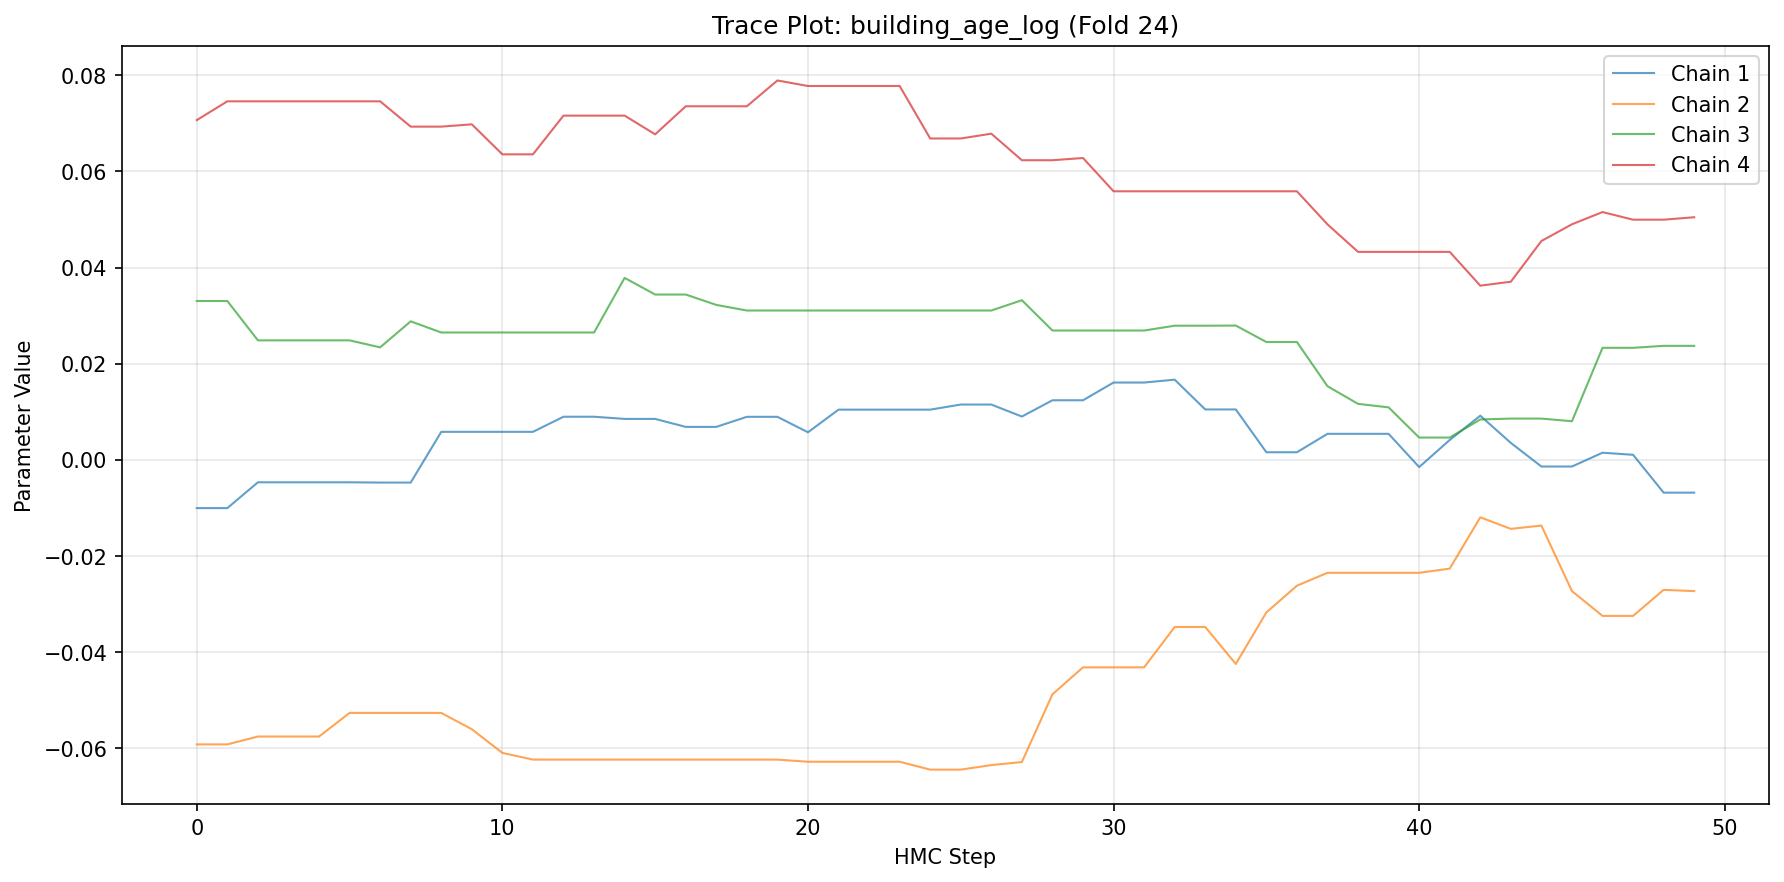 Trace Plot: building_age_log (Fold 24)
Chain 1
Chain 2
Chain 3
Chain 4
0.08
0.06
0.04
0.02
0.00
−0.02
−0.04
−0.06
Parameter Value
0 10 20 30 40 50
HMC Step